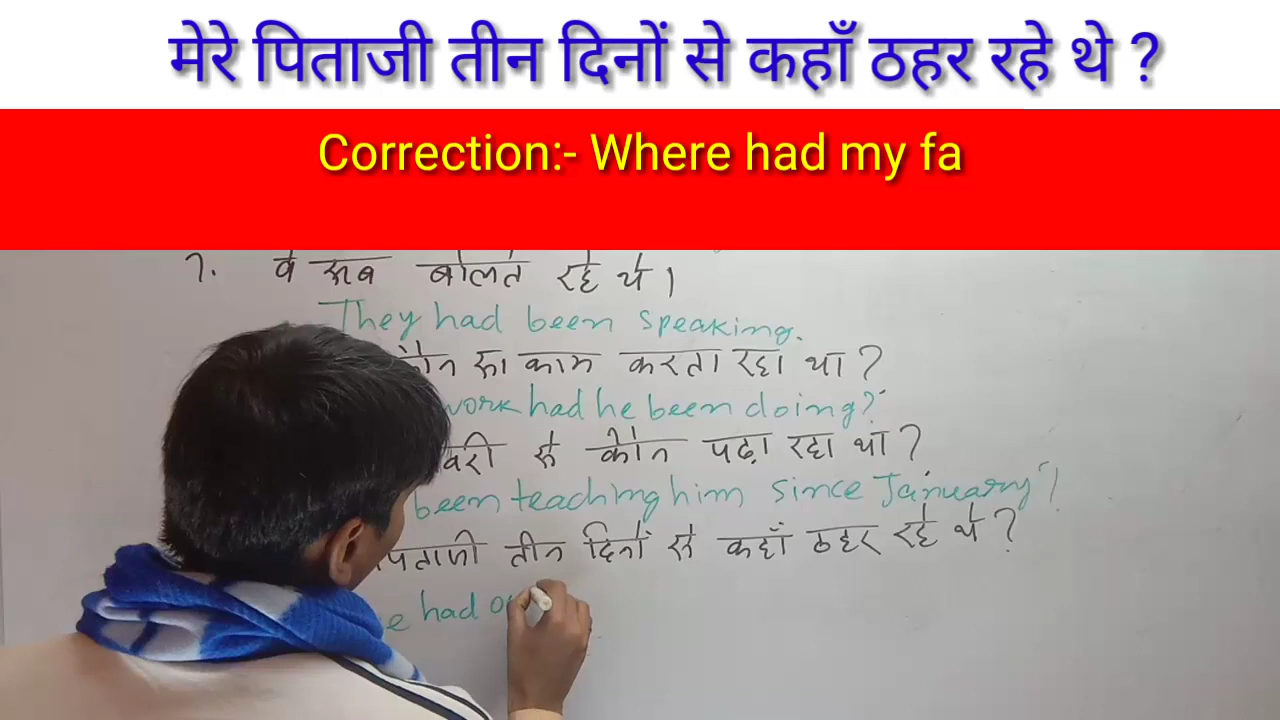 मेरे पिताजी तीन दिनों से कहाँ ठहर रहे थे ?
Correction:- Where had my fa
7. वे सब बोलते रहे थे।
They had been speaking.
कौन सा काम करता रहा था ?
work had he been doing?
वरी से कौन पढ़ा रहा था ?
been teaching him since January?
पिताजी तीन दिनों से कहाँ ठहर रहे थे ?
e had